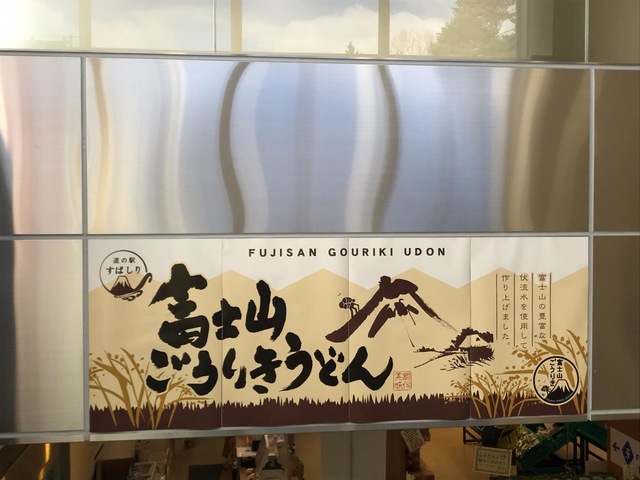 FUJISAN GOURIKI UDON
道の駅
すばしり
富士山
ごうりきうどん
富士山の豊富な
伏流水を使用して
作り上げました。
富士山
ごうりき